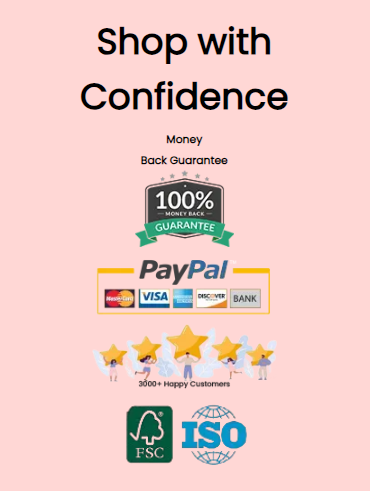 Shop with
Confidence
Money
Back Guarantee
100%
MONEY BACK
GUARANTEE
PayPal
MasterCard VISA AMERICAN EXPRESS DISCOVER BANK
3000+ Happy Customers
FSC ISO